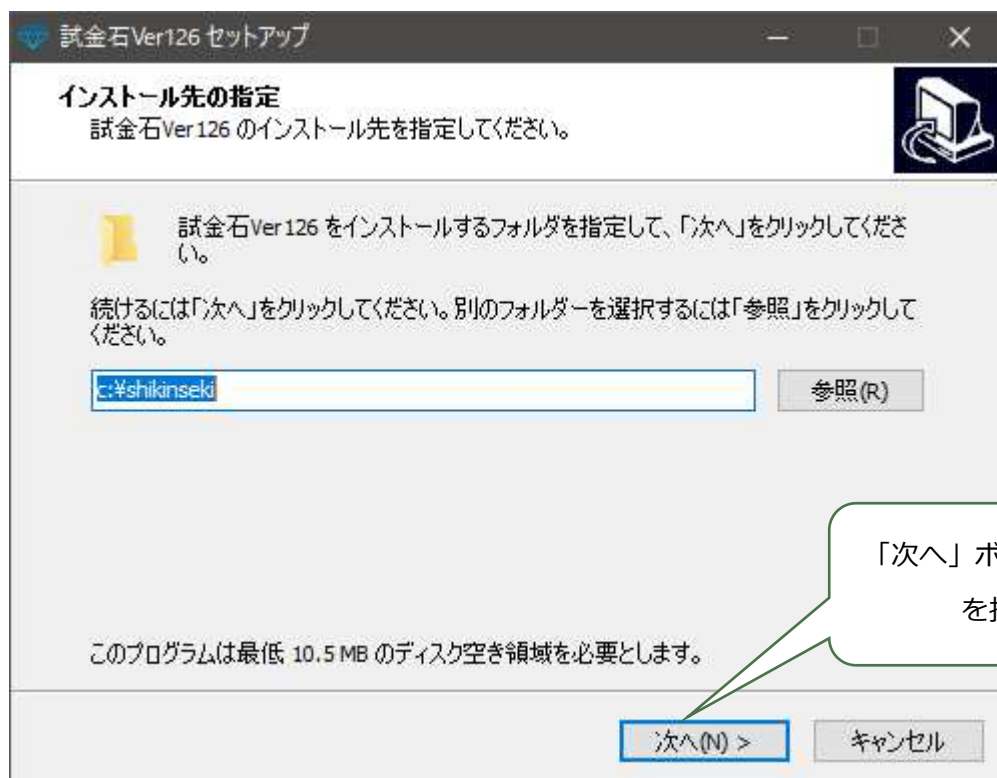 試金石Ver126 セットアップ
インストール先の指定
試金石Ver126 のインストール先を指定してください。
試金石Ver126 をインストールするフォルダを指定して、「次へ」をクリックしてくださ
い。
続けるには「次へ」をクリックしてください。別のフォルダーを選択するには「参照」をクリックして
ください。
c:¥shikinseki
参照(R)
「次へ」ボ
を
このプログラムは最低 10.5 MB のディスク空き領域を必要とします。
次へ(N) >
キャンセル